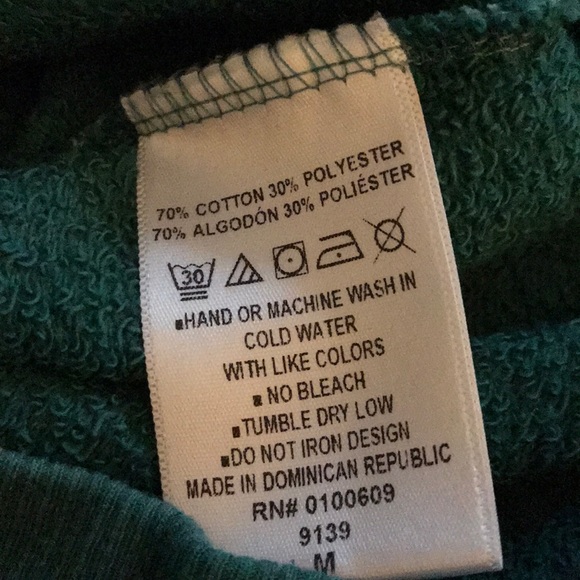 70% COTTON 30% POLYESTER
70% ALGODÓN 30% POLIÉSTER
30
■HAND OR MACHINE WASH IN
COLD WATER
WITH LIKE COLORS
■ NO BLEACH
■TUMBLE DRY LOW
■DO NOT IRON DESIGN
MADE IN DOMINICAN REPUBLIC
RN# 0100609
9139
M